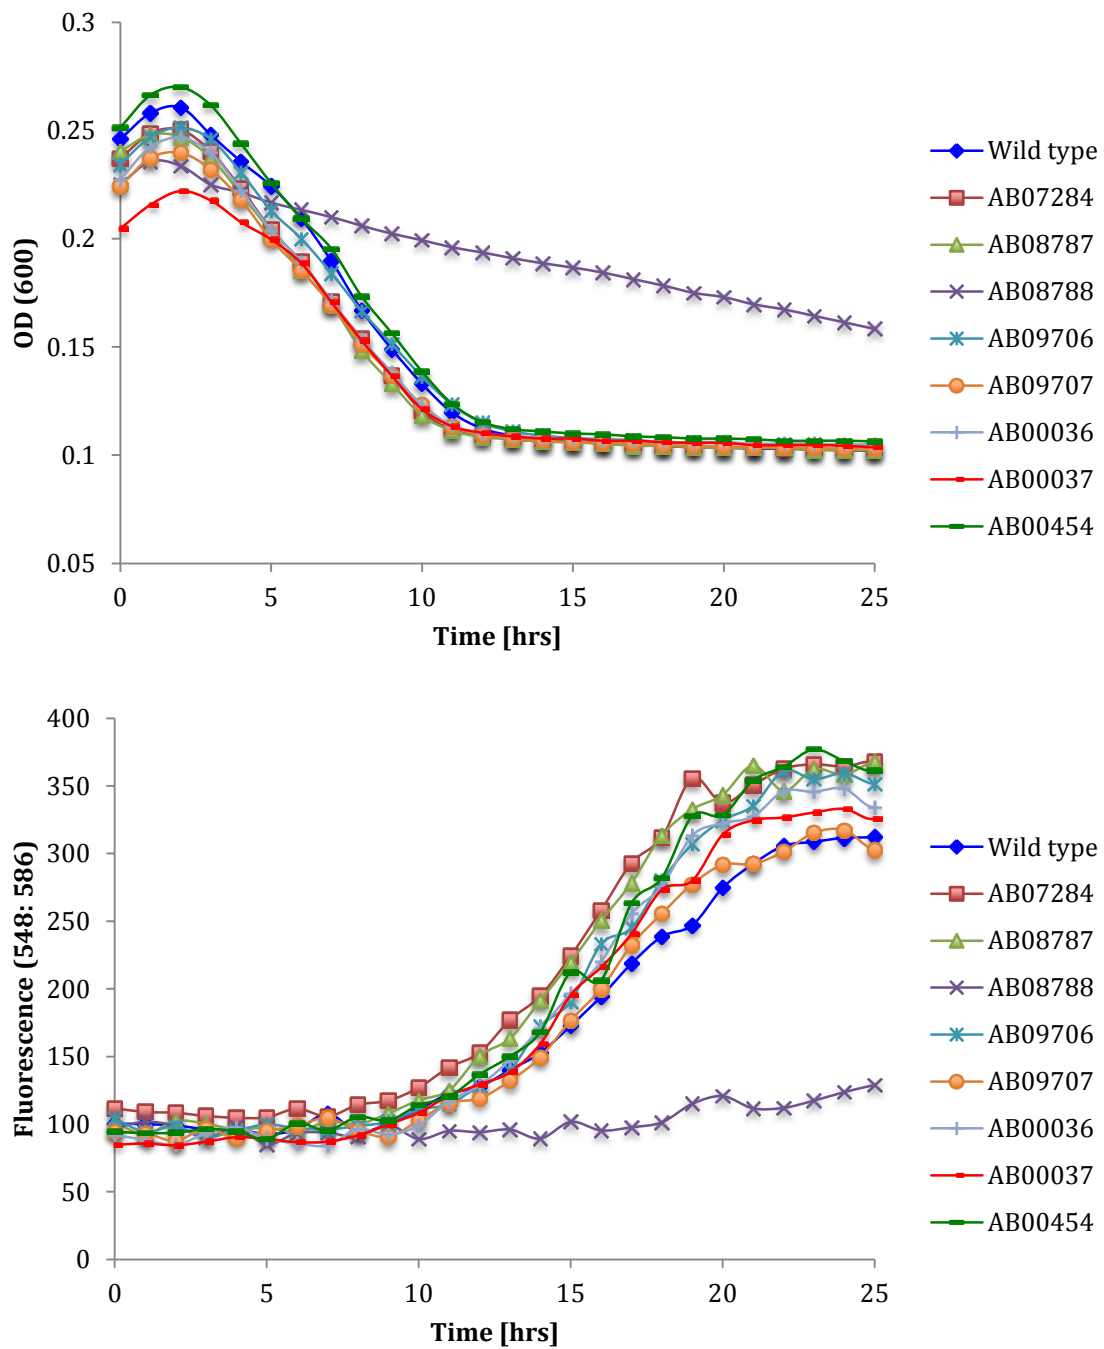 0.3
0.25
0.2
0.15
0.1
0.05
OD (600)
0 5 10 15 20 25
Time [hrs]
Wild type
AB07284
AB08787
AB08788
AB09706
AB09707
AB00036
AB00037
AB00454
400
350
300
250
200
150
100
50
0
Fluorescence (548: 586)
0 5 10 15 20 25
Time [hrs]
Wild type
AB07284
AB08787
AB08788
AB09706
AB09707
AB00036
AB00037
AB00454